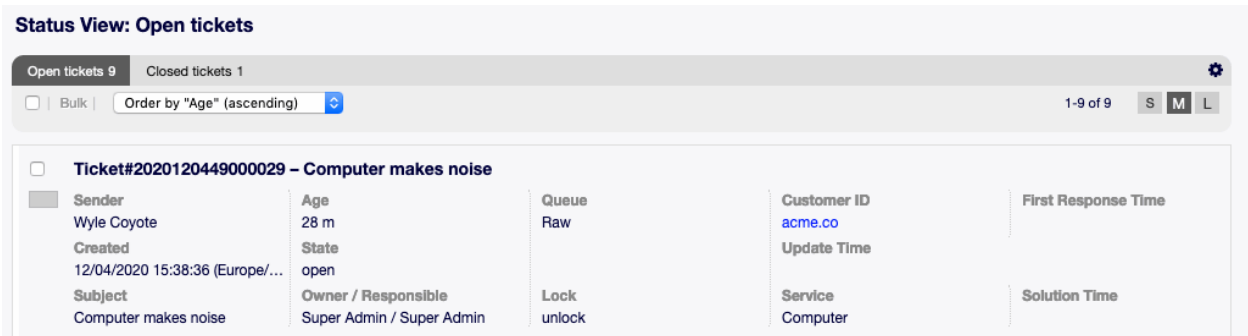 Status View: Open tickets
Open tickets 9 Closed tickets 1
Bulk Order by "Age" (ascending) 1-9 of 9 S M L
Ticket#2020120449000029 – Computer makes noise
Sender Age Queue Customer ID First Response Time
Wyle Coyote 28 m Raw acme.co
Created State Update Time
12/04/2020 15:38:36 (Europe/... open
Subject Owner / Responsible Lock Service Solution Time
Computer makes noise Super Admin / Super Admin unlock Computer